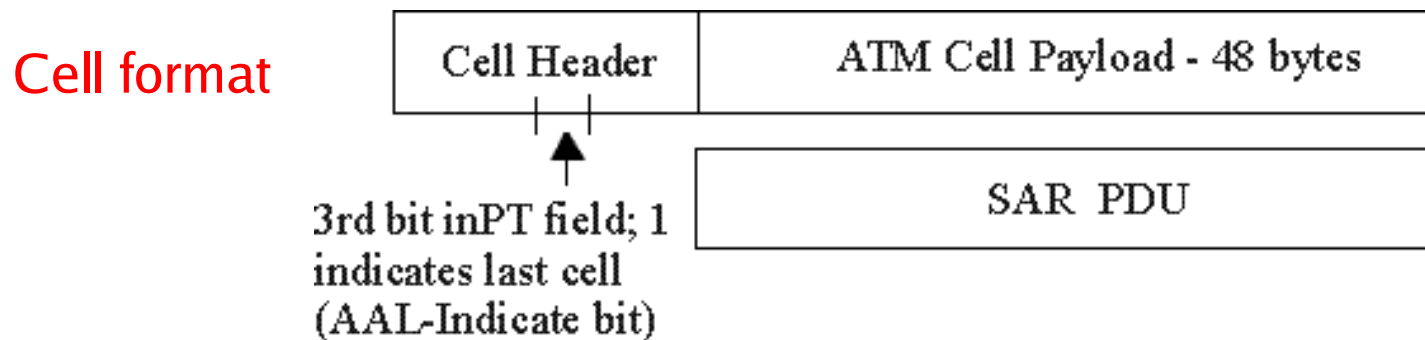 Cell format
Cell Header
ATM Cell Payload - 48 bytes
SAR PDU
3rd bit inPT field; 1
indicates last cell
(AAL-Indicate bit)